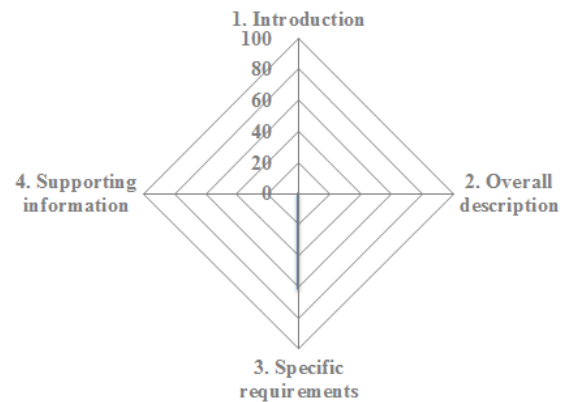 1. Introduction
100
80
60
40
20
0
4. Supporting
information
2. Overall
description
3. Specific
requirements